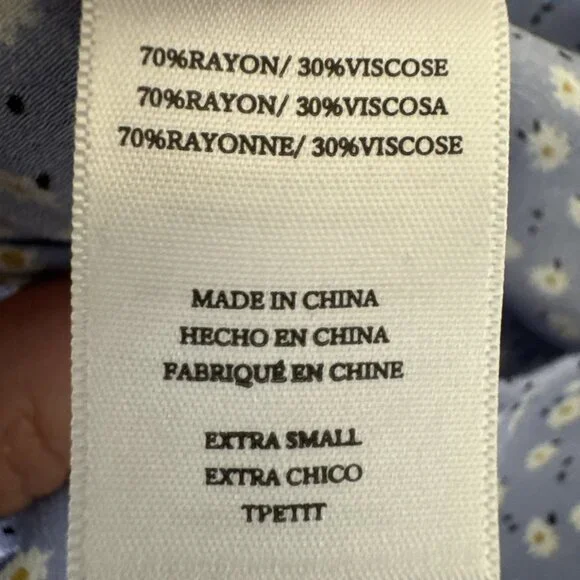 70%RAYON/ 30%VISCOSE
70%RAYON/ 30%VISCOSA
70%RAYONNE/ 30%VISCOSE
MADE IN CHINA
HECHO EN CHINA
FABRIQUÉ EN CHINE
EXTRA SMALL
EXTRA CHICO
TPETIT